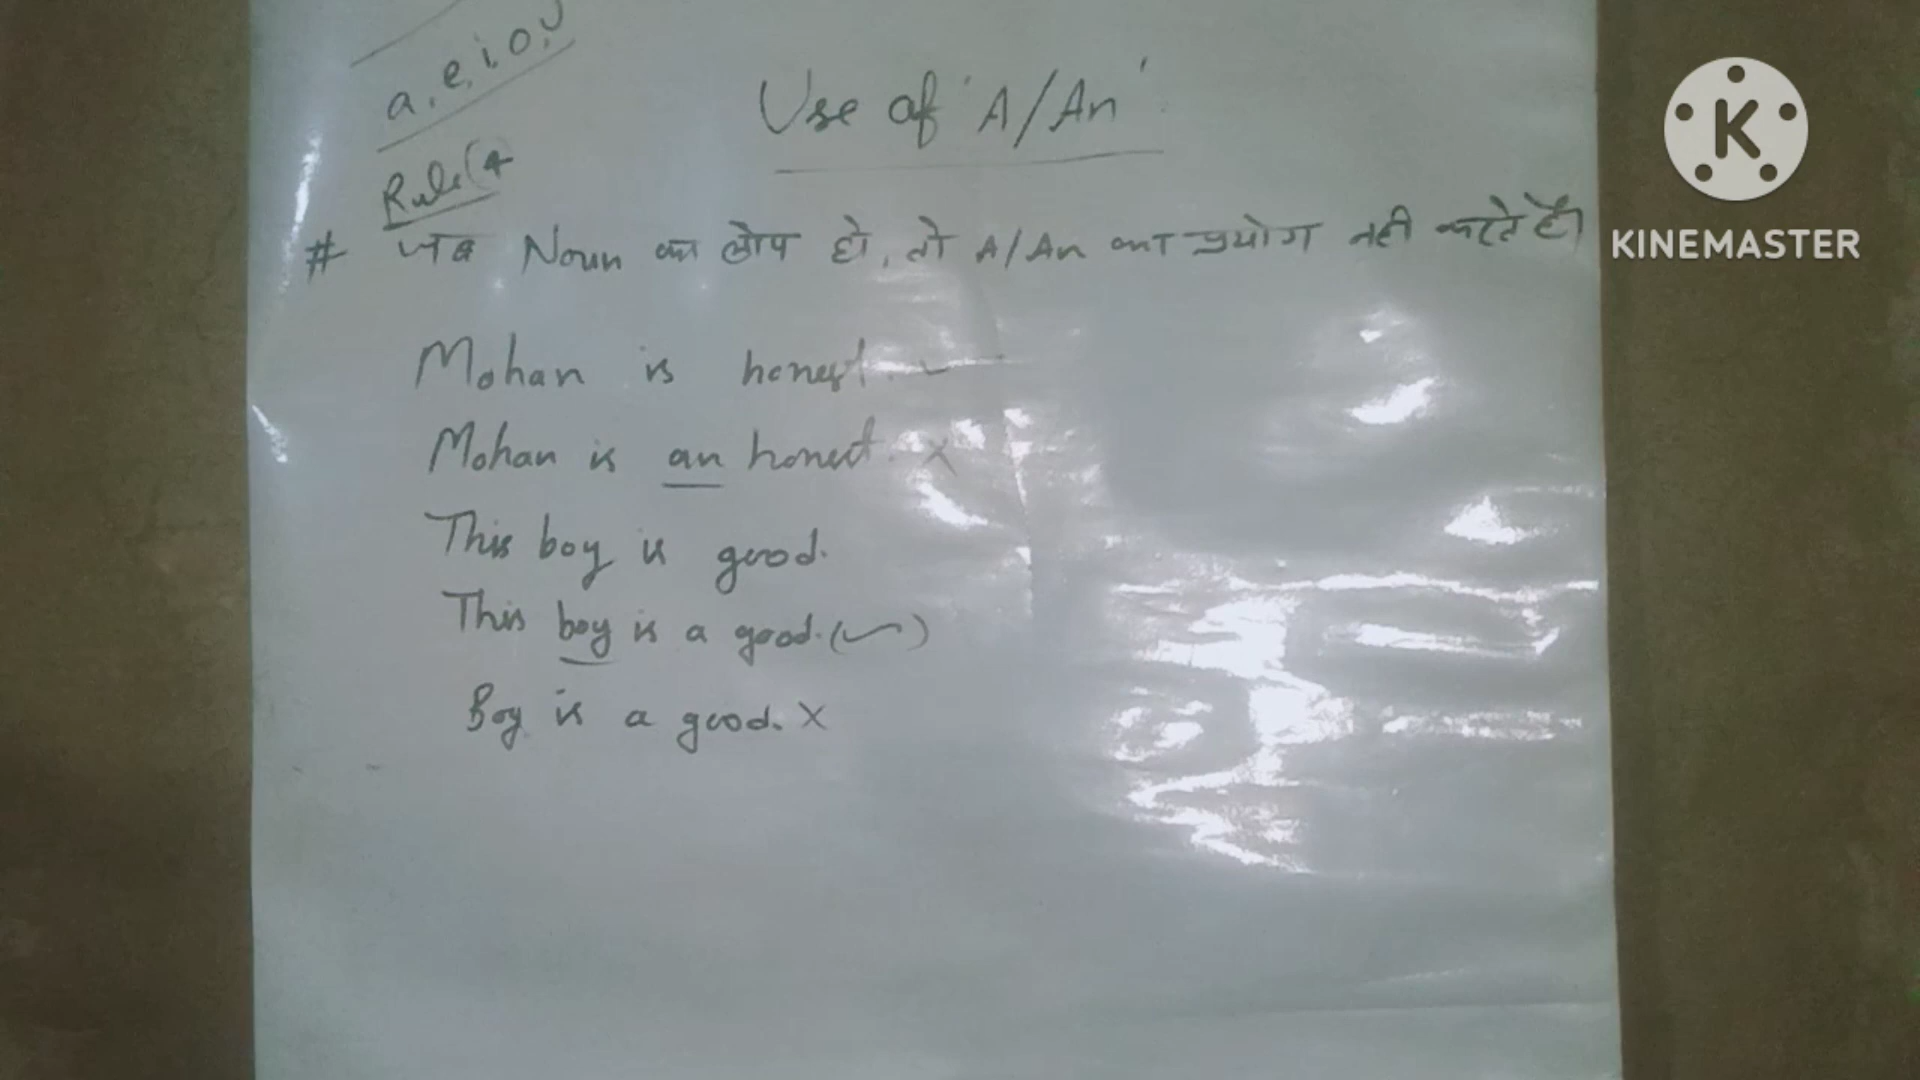 a, e, i, o, u
Use of 'A/An'
Rule (4
# जब Noun का लोप हो, तो A/An का प्रयोग नही करते हैं।
Mohan is honest. ✓
Mohan is an honest. ×
This boy is good.
This boy is a good. (✓)
Boy is a good. ×
K
KINEMASTER